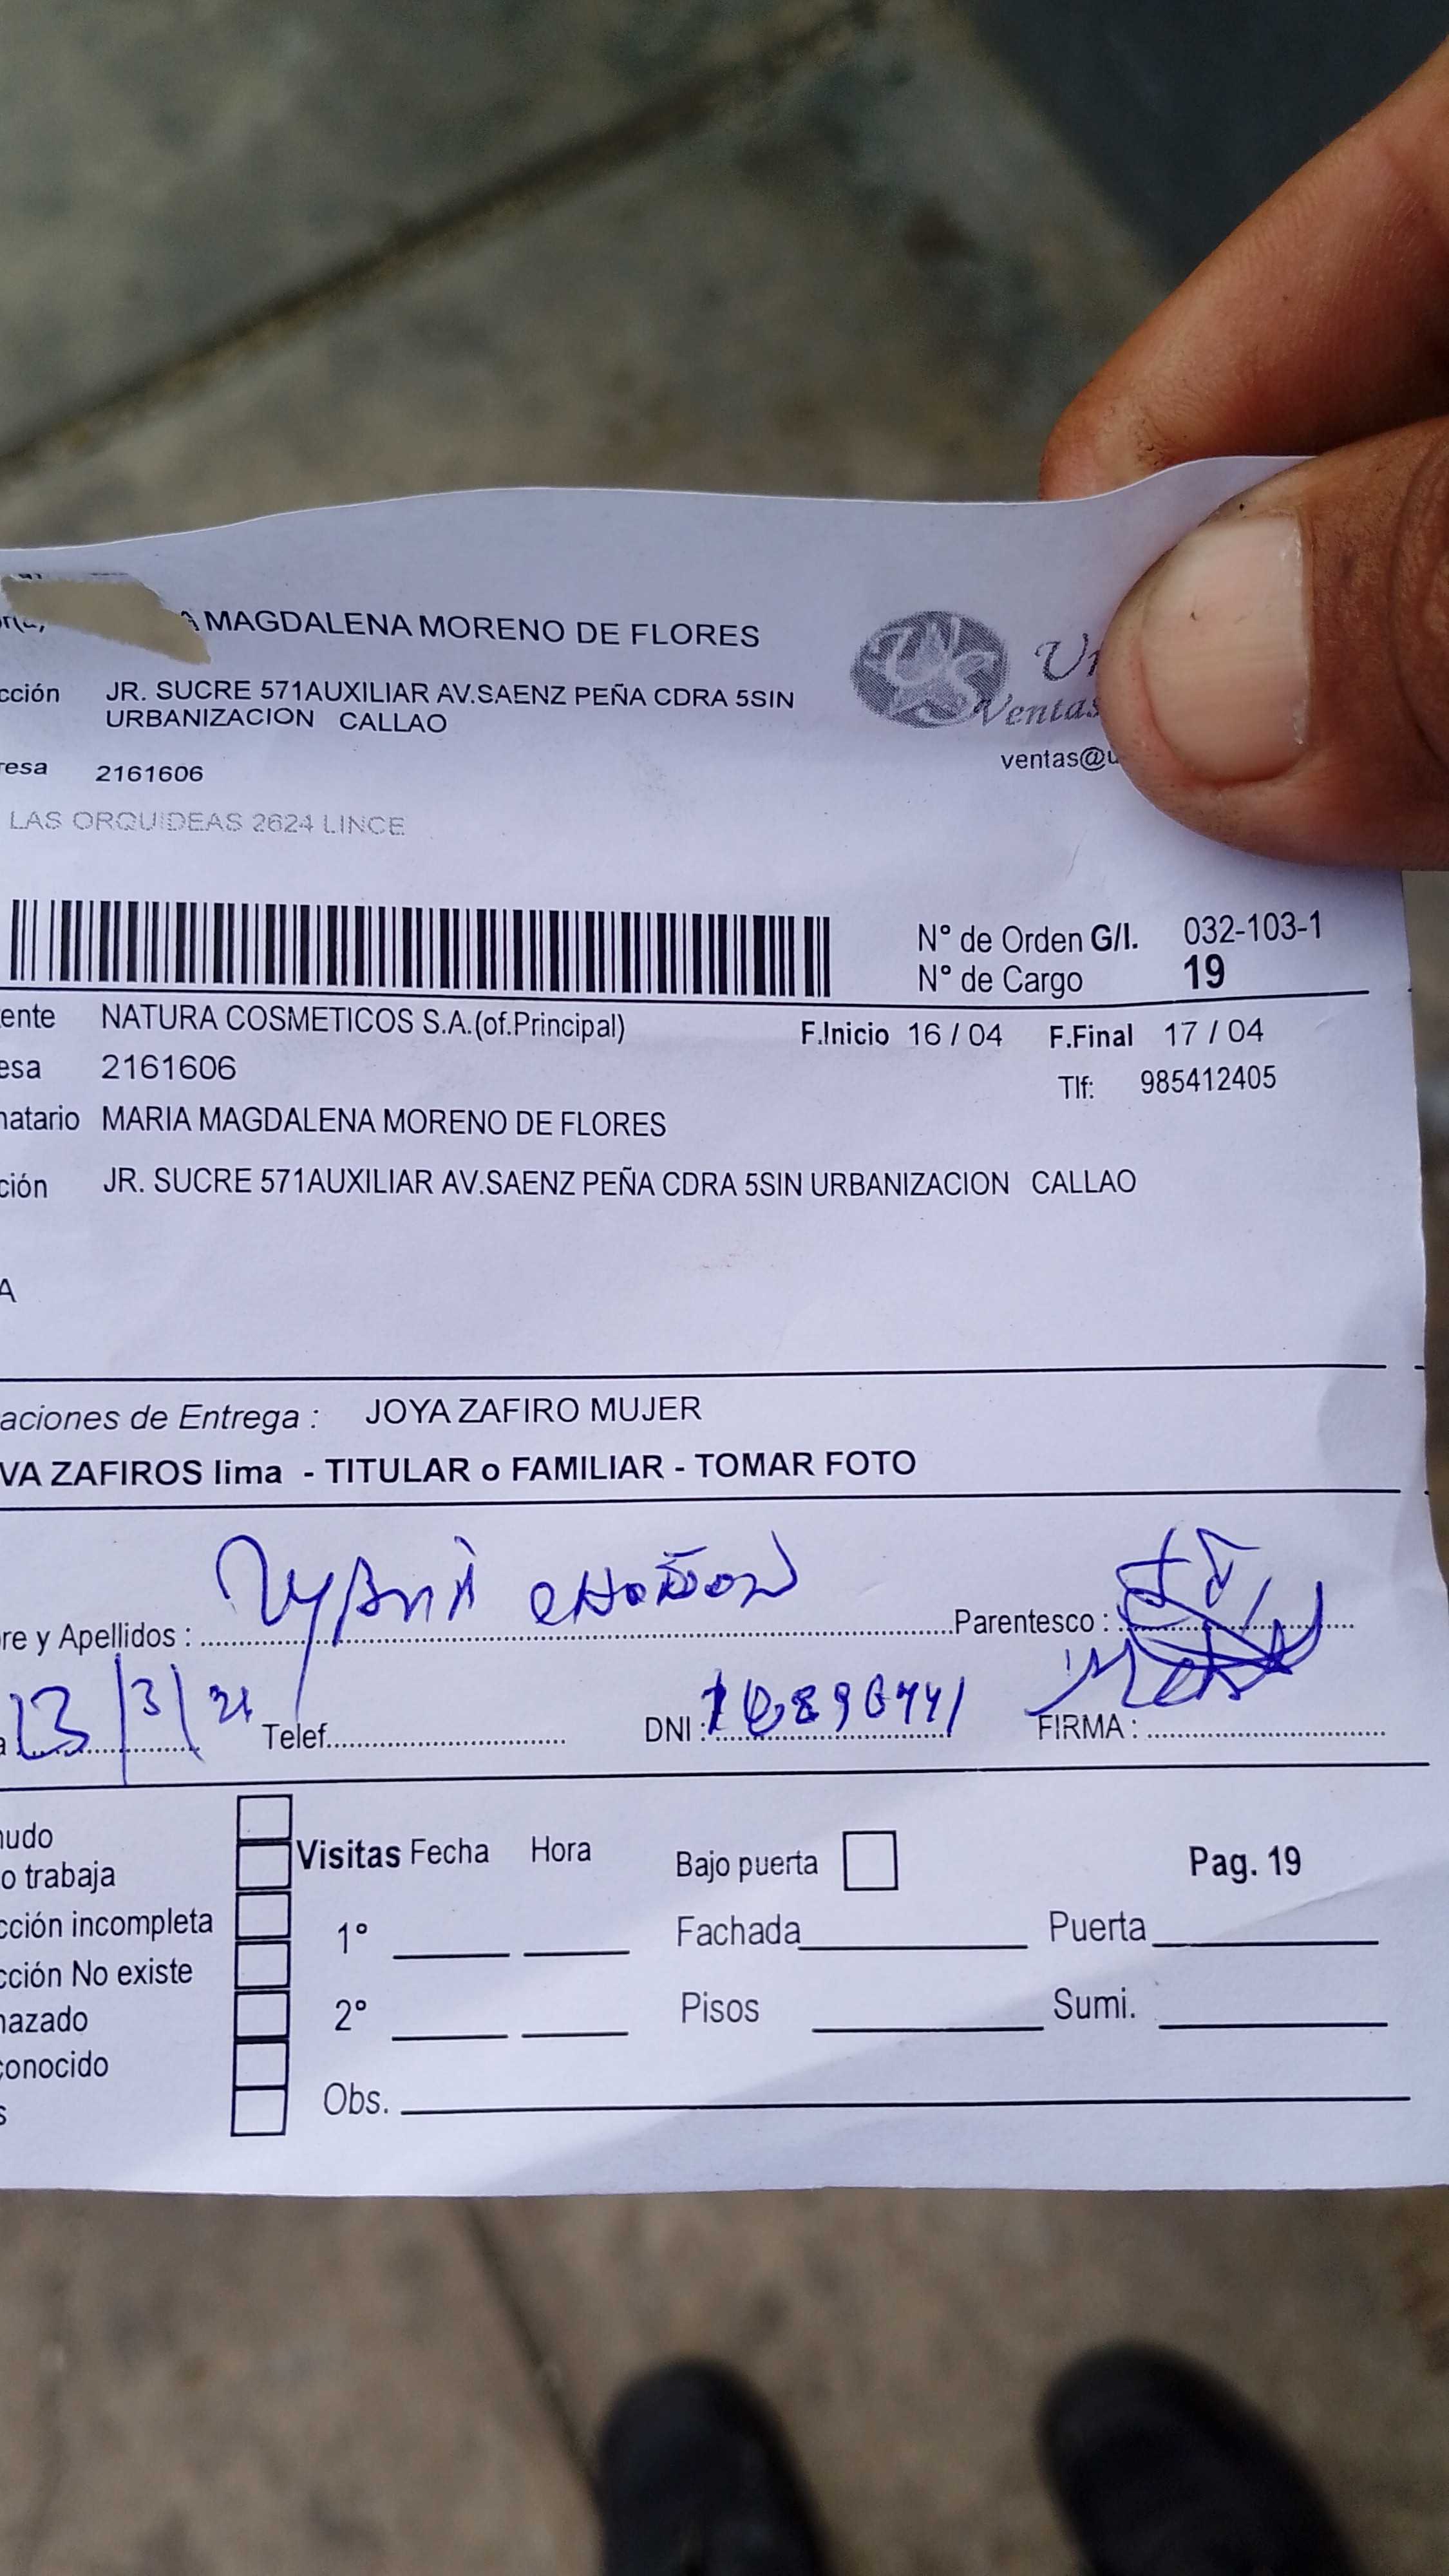 A MAGDALENA MORENO DE FLORES
cción JR. SUCRE 571AUXILIAR AV.SAENZ PEÑA CDRA 5SIN
URBANIZACION CALLAO
resa 2161606
LAS ORQUIDEAS 2624 LINCE
Ventas
ventas@u
N° de Orden G/I. 032-103-1
N° de Cargo 19
ente NATURA COSMETICOS S.A.(of.Principal) F.Inicio 16 / 04 F.Final 17 / 04
esa 2161606 Tlf: 985412405
natario MARIA MAGDALENA MORENO DE FLORES
ción JR. SUCRE 571AUXILIAR AV.SAENZ PEÑA CDRA 5SIN URBANIZACION CALLAO
A
aciones de Entrega : JOYA ZAFIRO MUJER
VA ZAFIROS lima - TITULAR o FAMILIAR - TOMAR FOTO
re y Apellidos : Parentesco :
a 23/3/21 Telef. DNI : FIRMA :
nudo
o trabaja Visitas Fecha Hora Bajo puerta Pag. 19
cción incompleta 1° Fachada Puerta
cción No existe
hazado 2° Pisos Sumi.
conocido
s Obs.